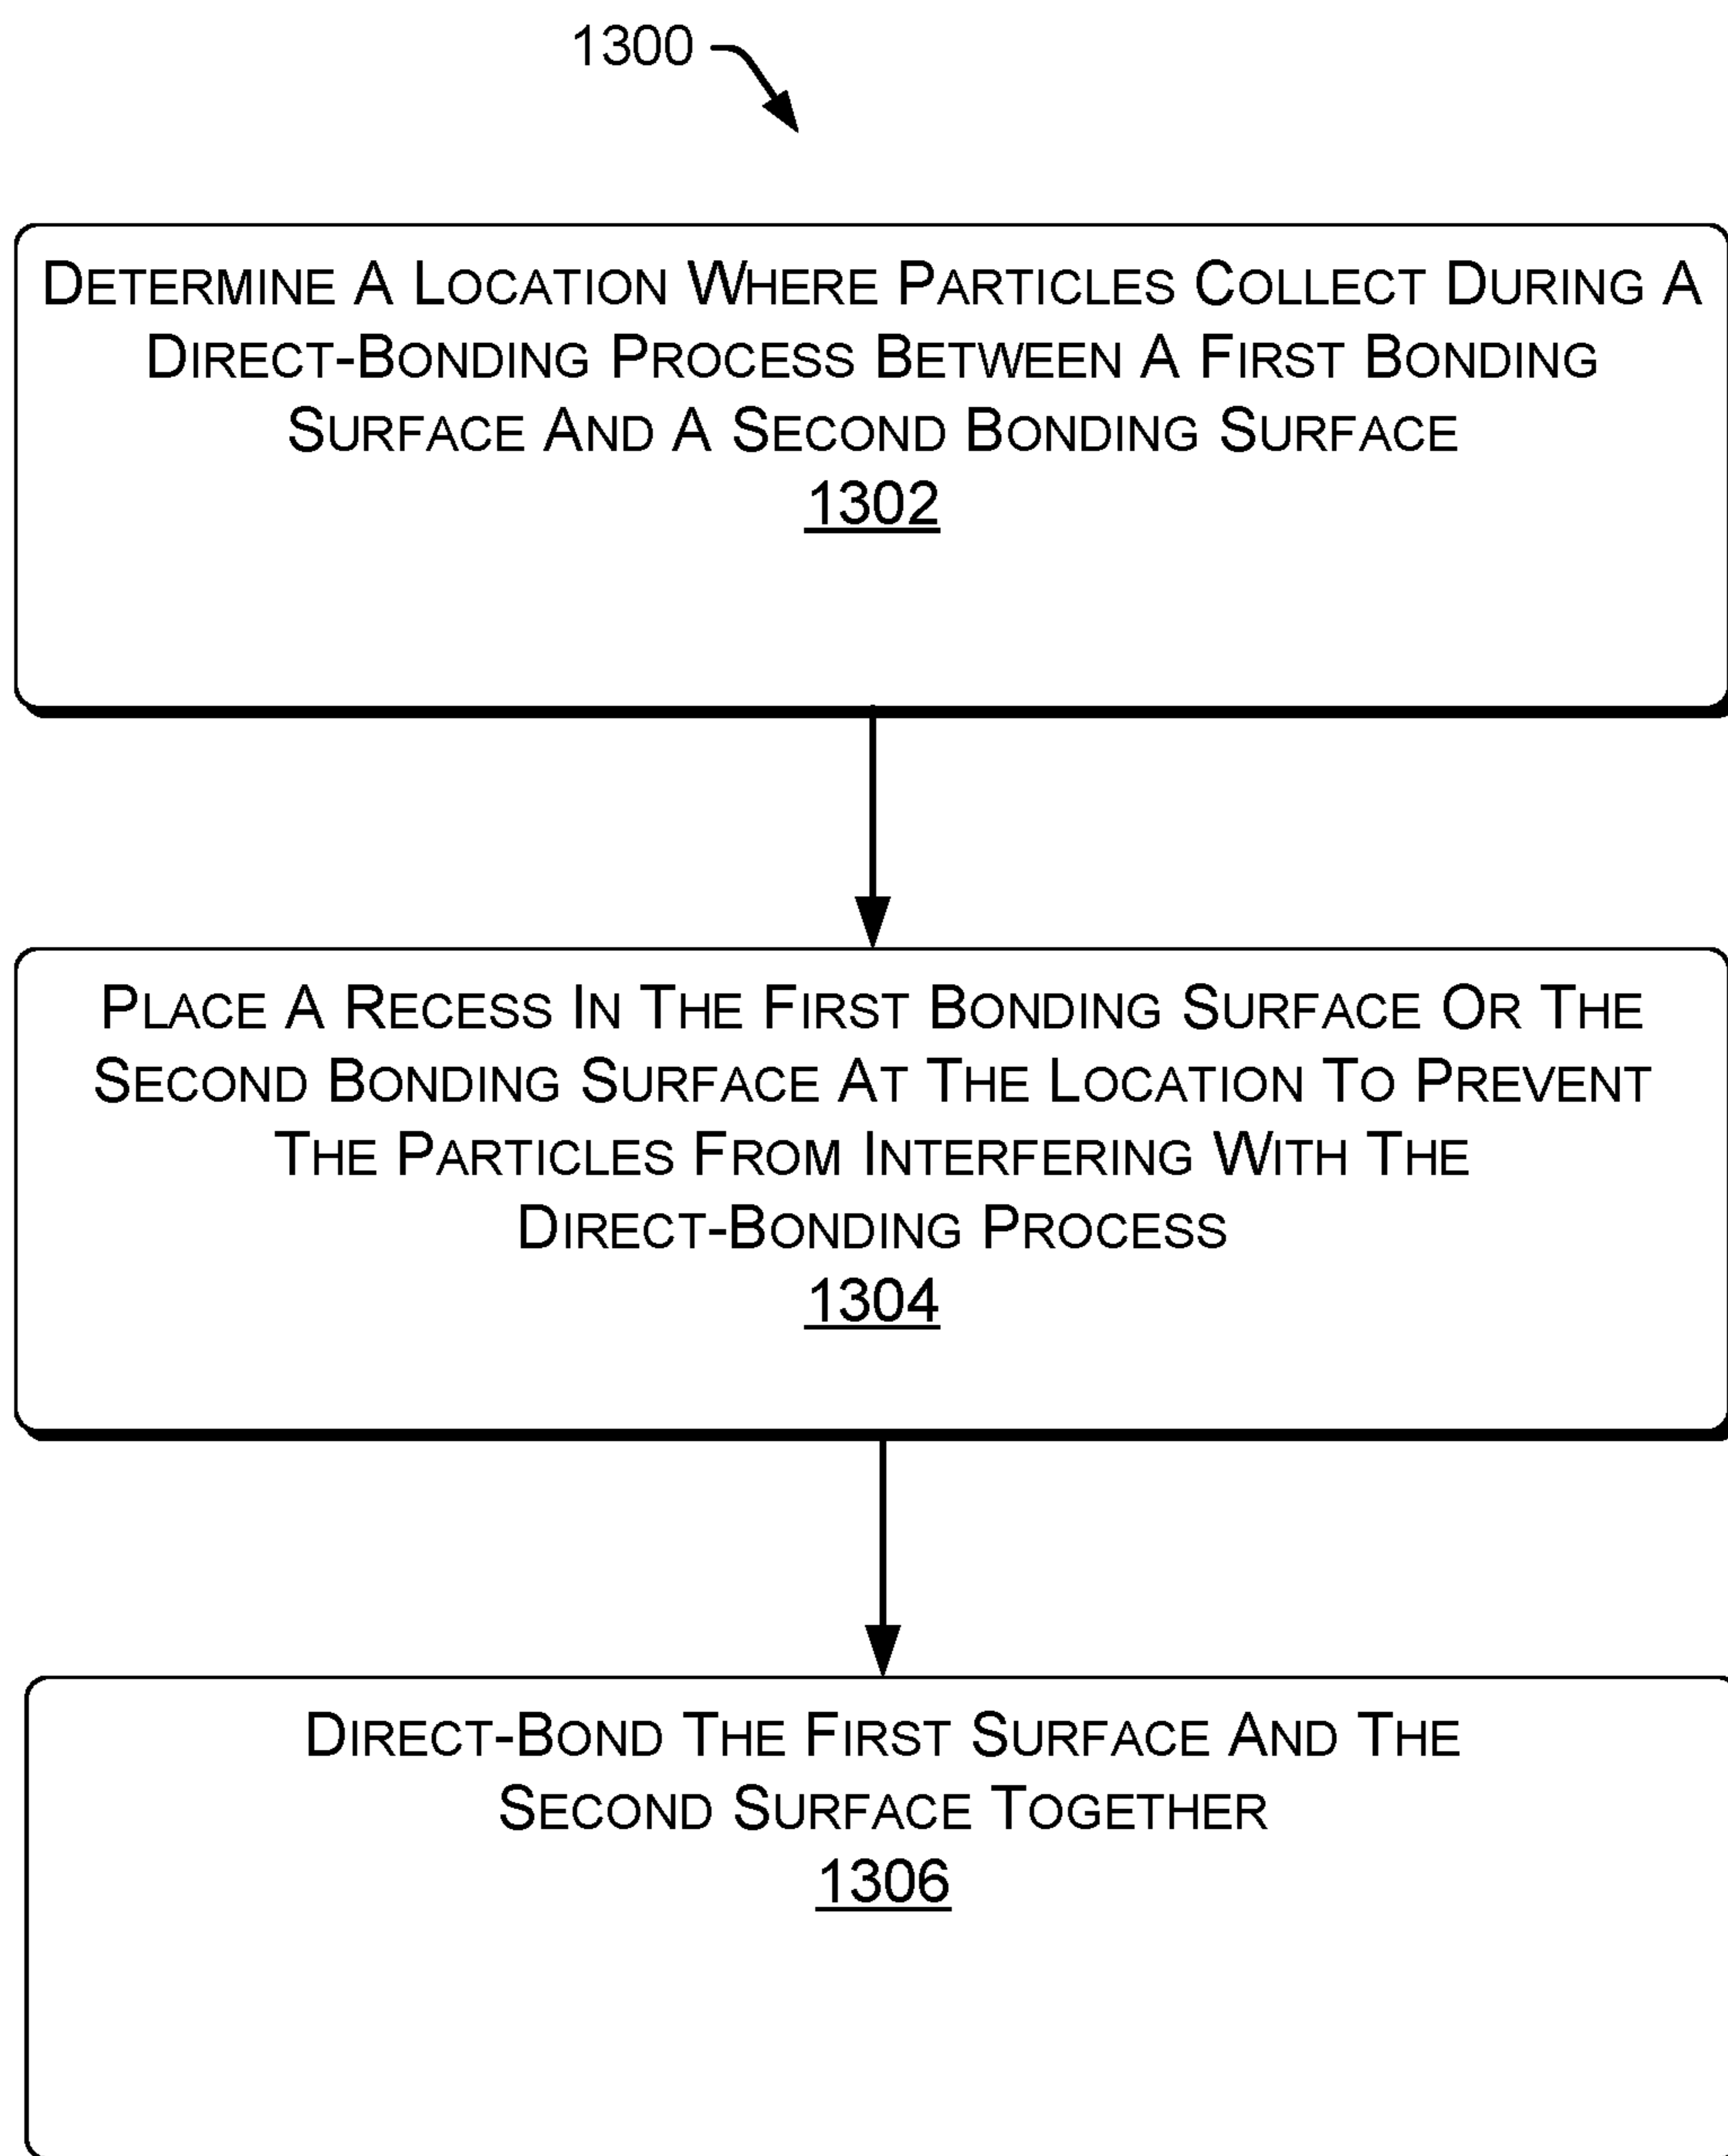 1300
DETERMINE A LOCATION WHERE PARTICLES COLLECT DURING A
DIRECT-BONDING PROCESS BETWEEN A FIRST BONDING
SURFACE AND A SECOND BONDING SURFACE
1302
PLACE A RECESS IN THE FIRST BONDING SURFACE OR THE
SECOND BONDING SURFACE AT THE LOCATION TO PREVENT
THE PARTICLES FROM INTERFERING WITH THE
DIRECT-BONDING PROCESS
1304
DIRECT-BOND THE FIRST SURFACE AND THE
SECOND SURFACE TOGETHER
1306